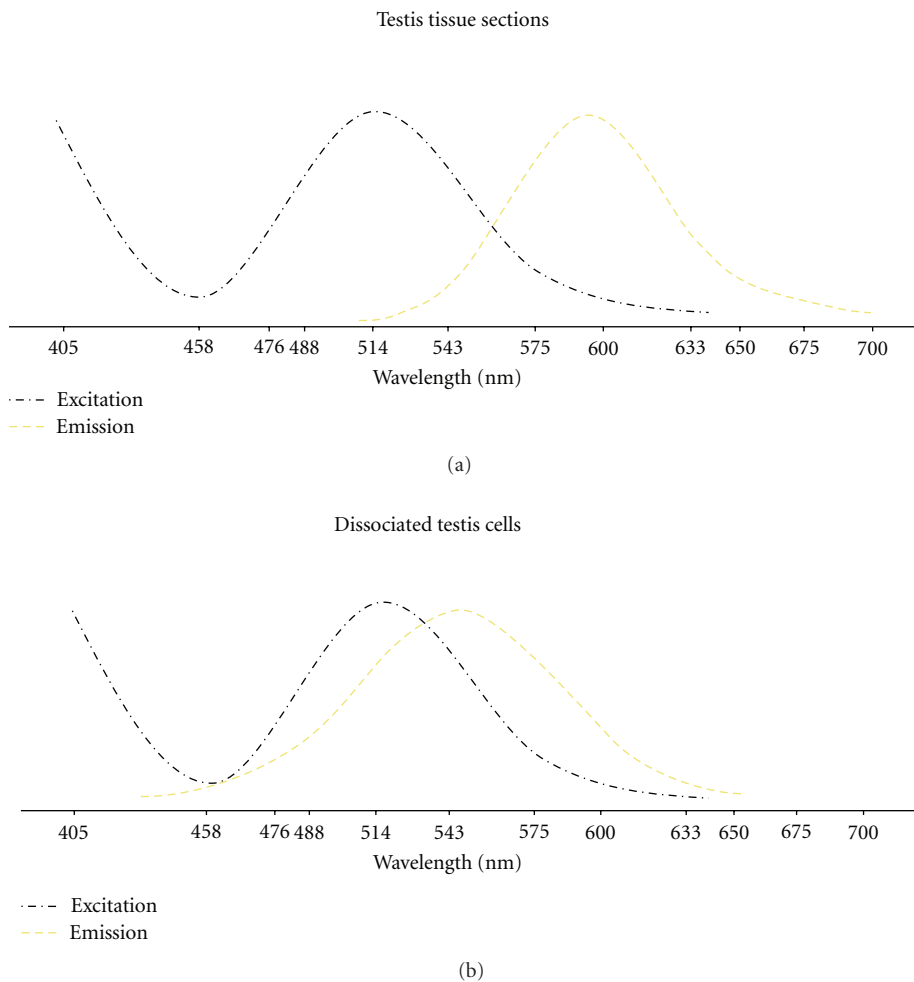 Testis tissue sections
405 458 476 488 514 543 575 600 633 650 675 700
Wavelength (nm)
Excitation
Emission
(a)
Dissociated testis cells
405 458 476 488 514 543 575 600 633 650 675 700
Wavelength (nm)
Excitation
Emission
(b)